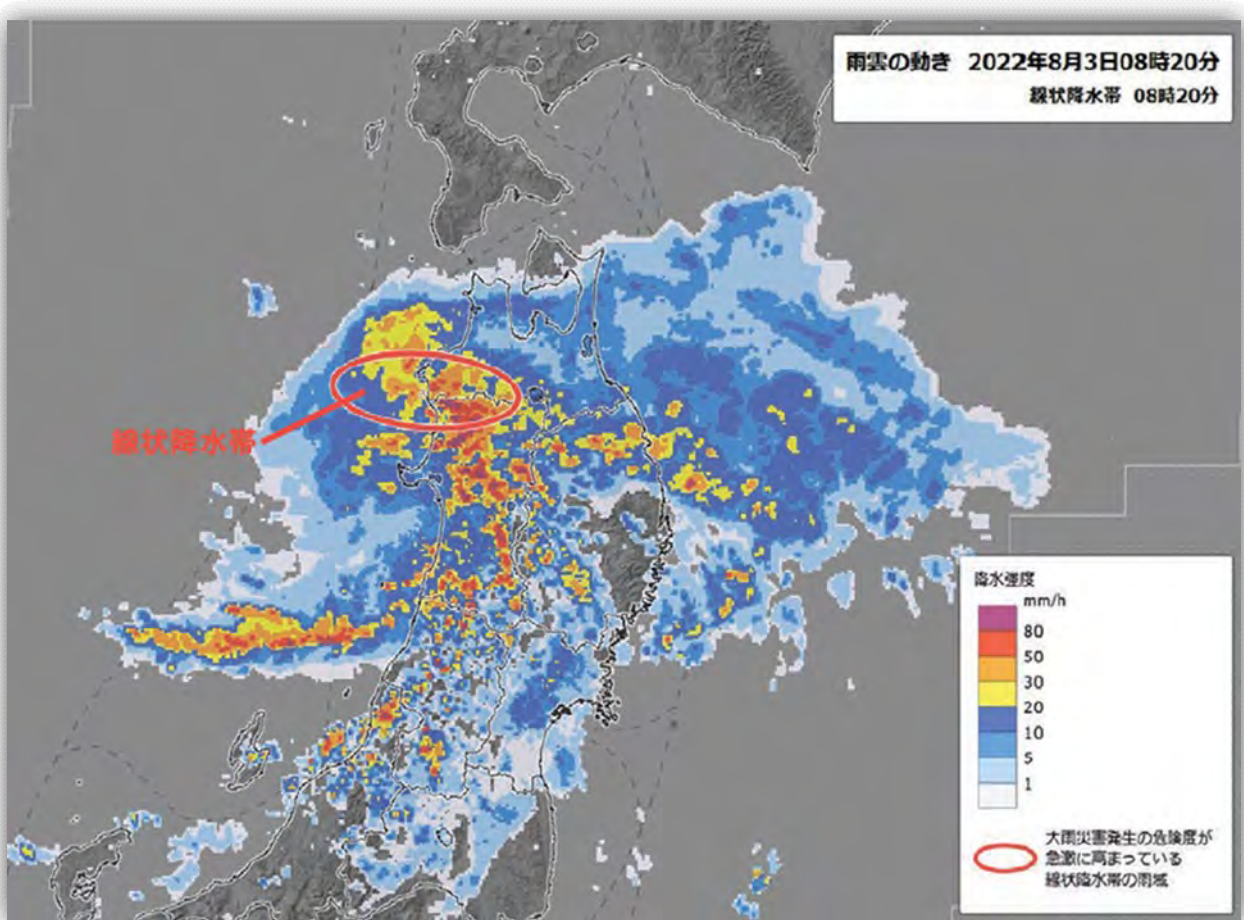 雨雲の動き 2022年8月3日08時20分
線状降水帯 08時20分
線状降水帯
降水強度
mm/h
80
50
30
20
10
5
1
大雨災害発生の危険度が
急激に高まっている
線状降水帯の雨域